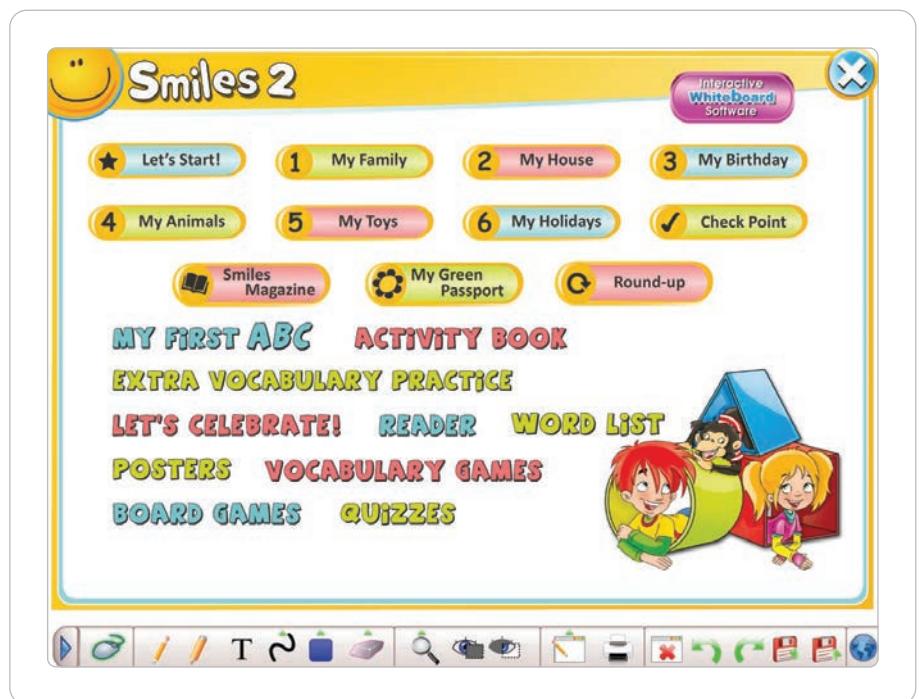 Smiles 2
Interactive
WhiteBoard
Software
Let's Start!
1 My Family
2 My House
3 My Birthday
4 My Animals
5 My Toys
6 My Holidays
Check Point
Smiles
Magazine
My Green
Passport
Round-up
MY FIRST ABC
ACTIVITY BOOK
EXTRA VOCABULARY PRACTICE
LET'S CELEBRATE!
READER
WORD LIST
POSTERS
VOCABULARY GAMES
BOARD GAMES
QUIZZES
T